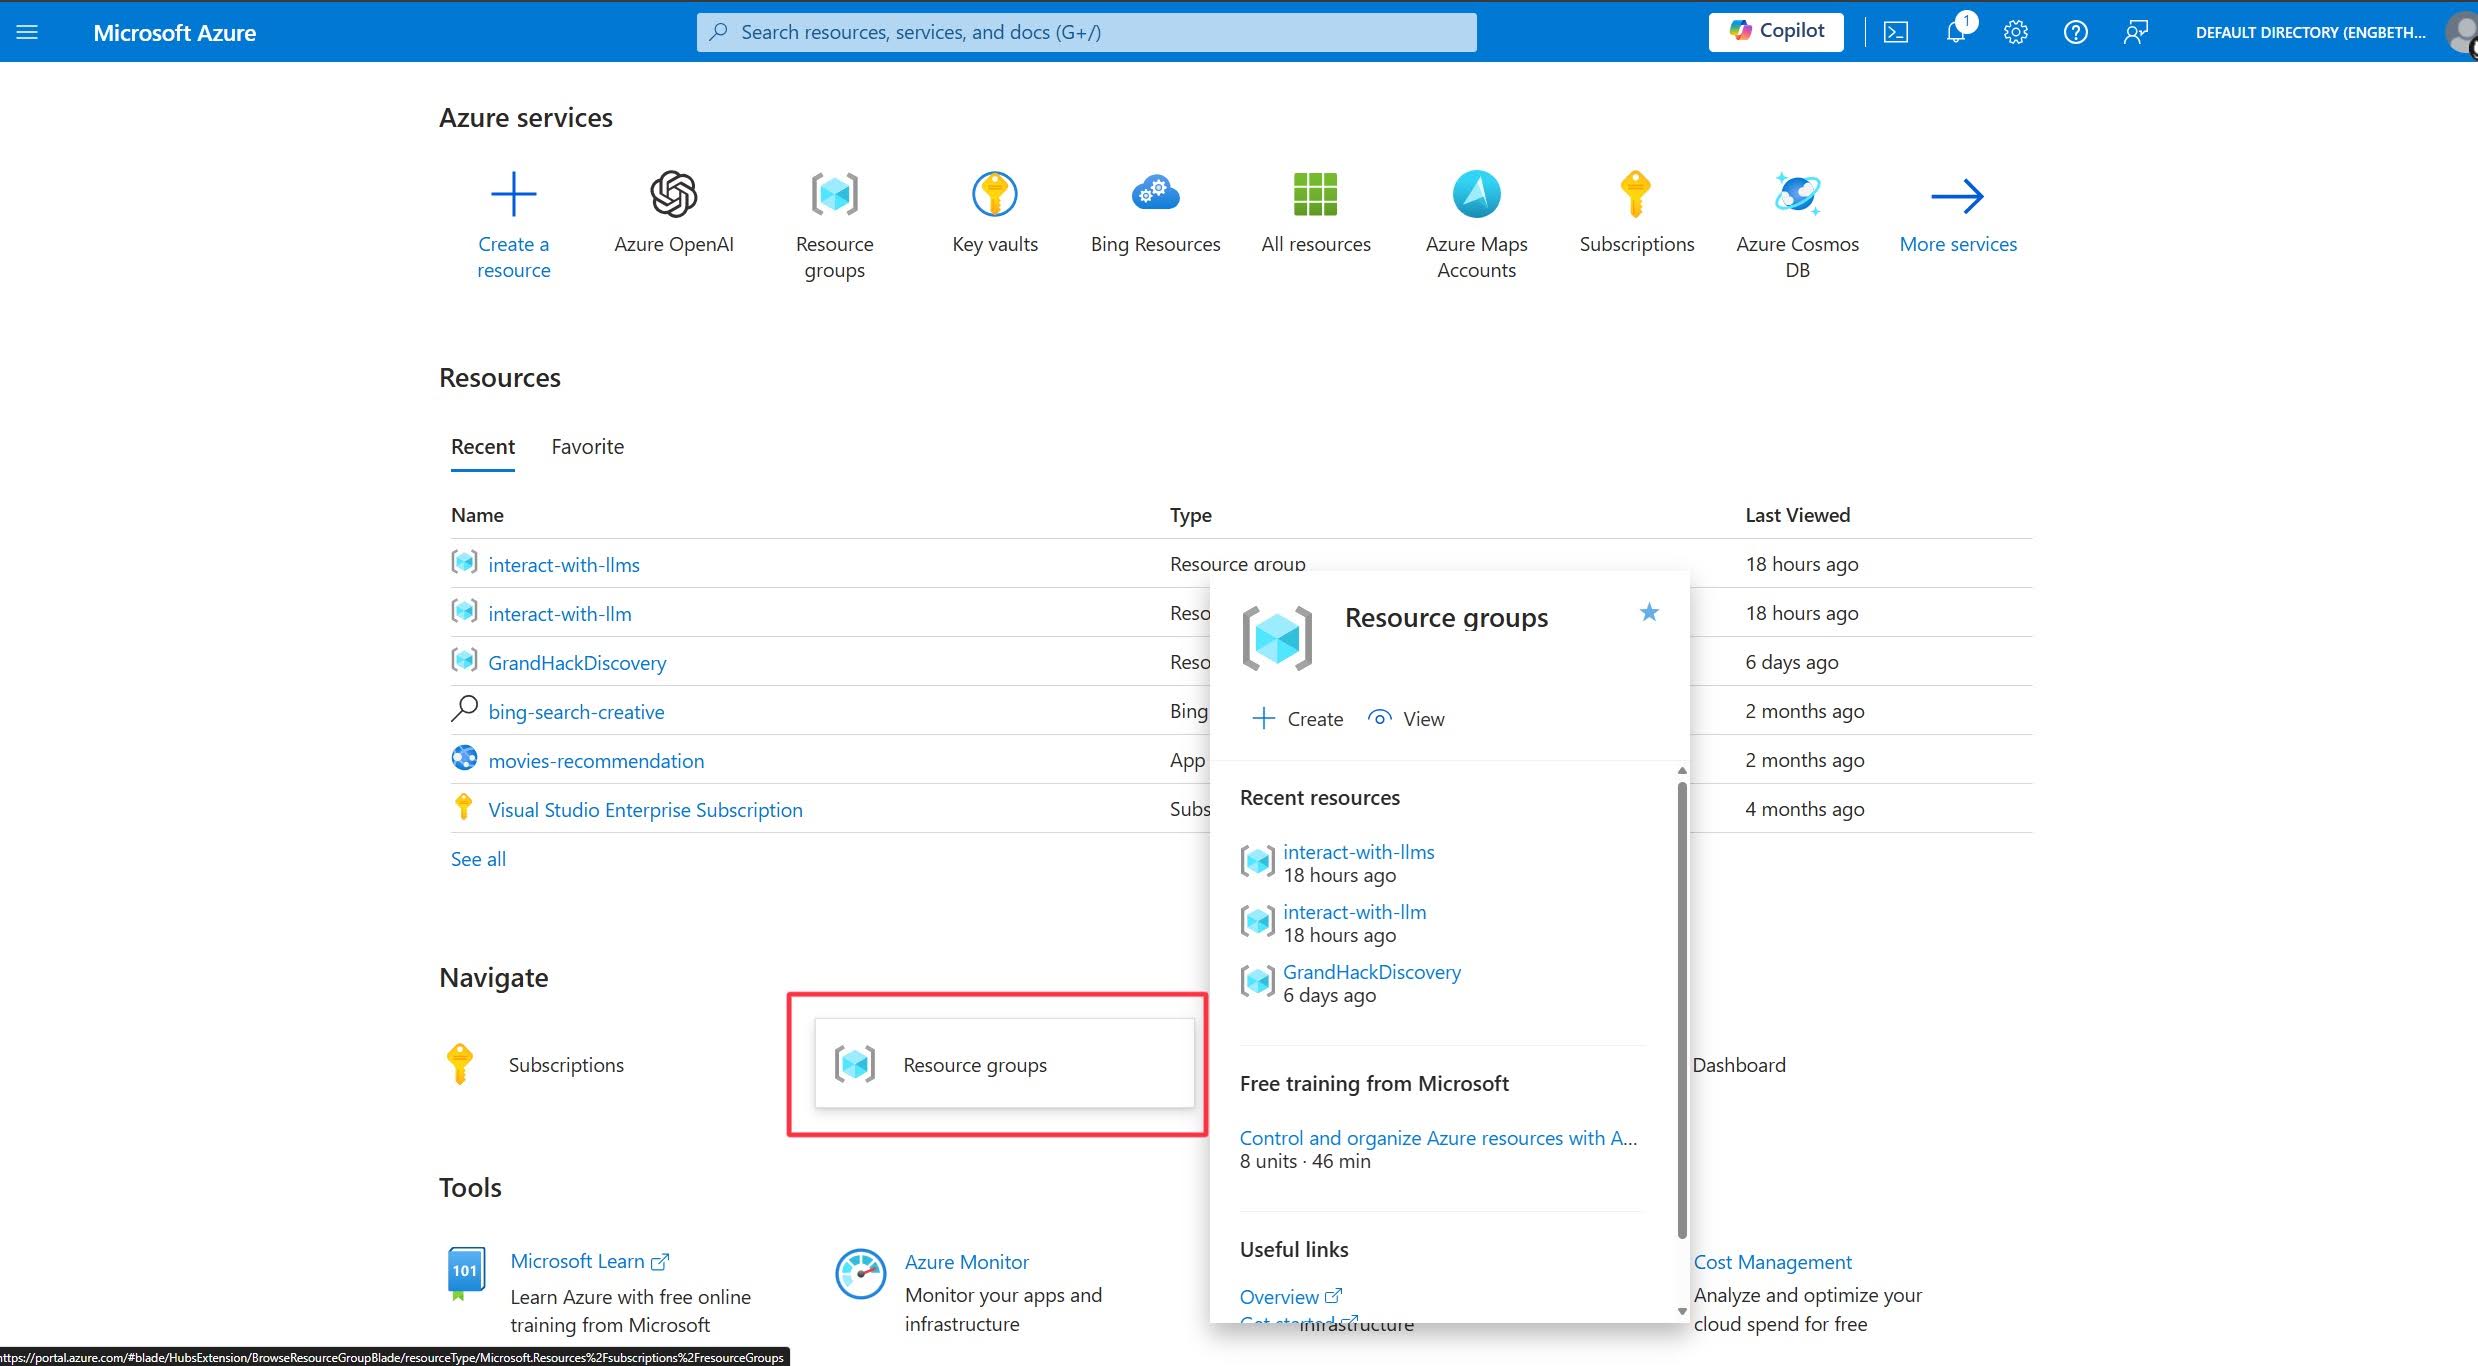 Microsoft Azure
Search resources, services, and docs (G+/)
Copilot
1
DEFAULT DIRECTORY (ENGBETH...
Azure services
Create a resource
Azure OpenAI
Resource groups
Key vaults
Bing Resources
All resources
Azure Maps Accounts
Subscriptions
Azure Cosmos DB
More services
Resources
Recent Favorite
Name Type Last Viewed
interact-with-llms Resource group 18 hours ago
interact-with-llm Reso 18 hours ago
GrandHackDiscovery Reso 6 days ago
bing-search-creative Bing 2 months ago
movies-recommendation App 2 months ago
Visual Studio Enterprise Subscription Subs 4 months ago
See all
Resource groups
Create View
Recent resources
interact-with-llms
18 hours ago
interact-with-llm
18 hours ago
GrandHackDiscovery
6 days ago
Free training from Microsoft
Control and organize Azure resources with A...
8 units · 46 min
Useful links
Overview
Get started
Navigate
Subscriptions
Resource groups
Dashboard
Tools
101
Microsoft Learn
Learn Azure with free online
training from Microsoft
Azure Monitor
Monitor your apps and
infrastructure
infrastructure
Cost Management
Analyze and optimize your
cloud spend for free
https://portal.azure.com/#blade/HubsExtension/BrowseResourceGroupBlade/resourceType/Microsoft.Resources%2Fsubscriptions%2FresourceGroups